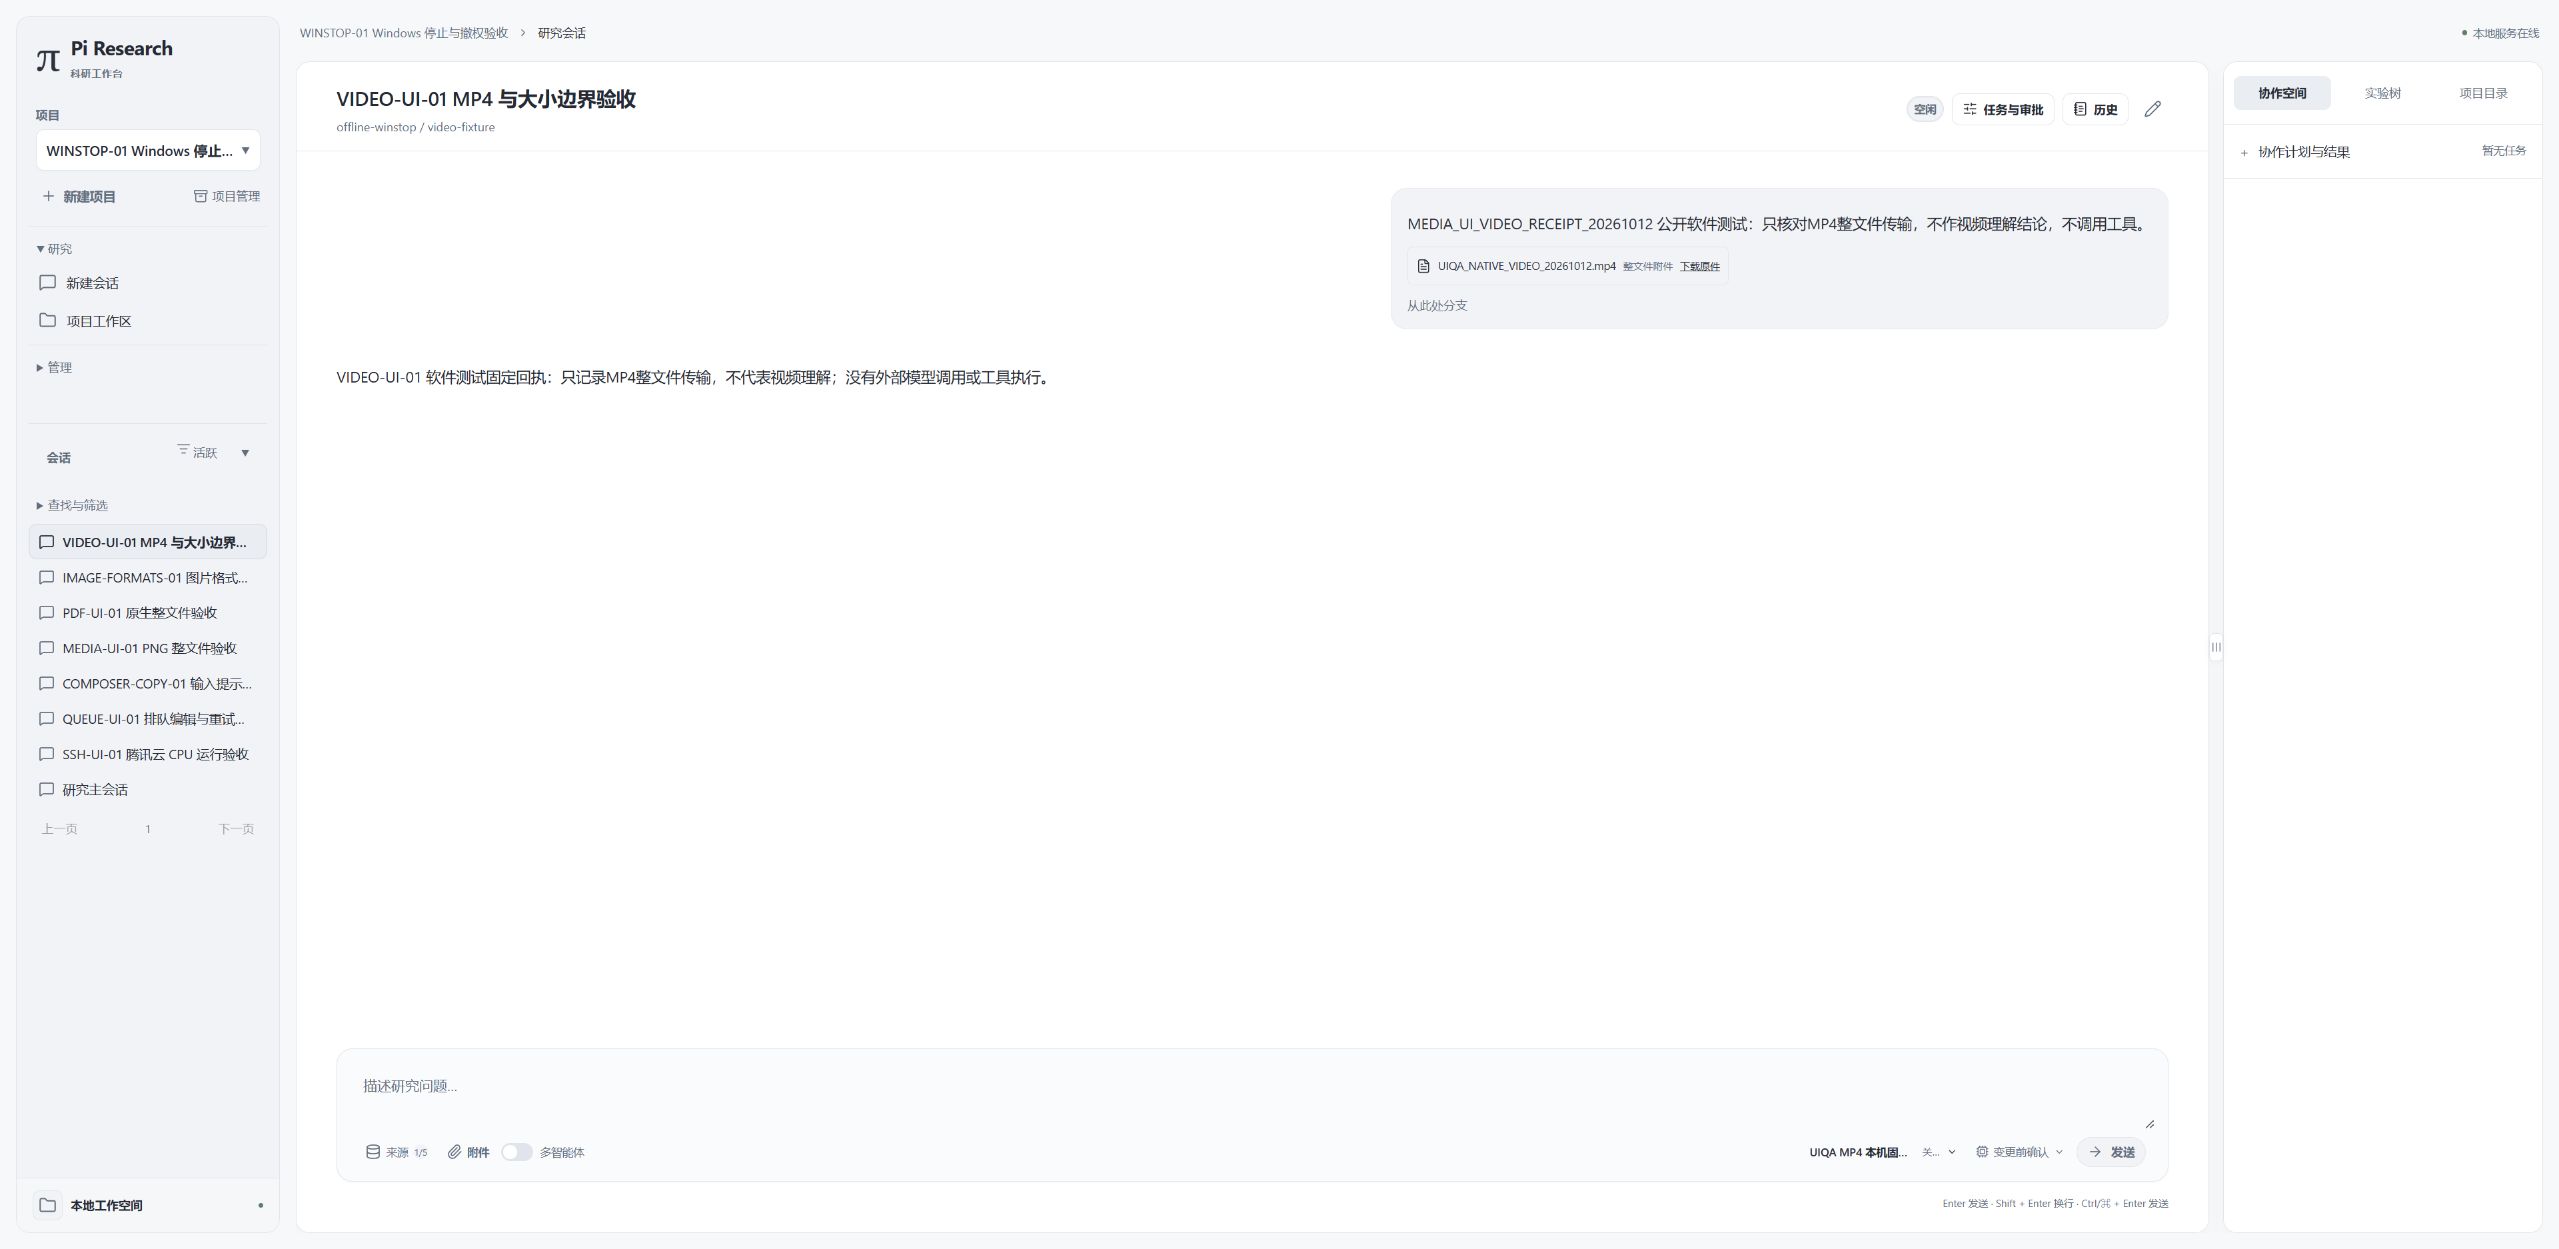 Pi Research
科研工作台
项目
WINSTOP-01 Windows 停止...
新建项目
项目管理
研究
新建会话
项目工作区
管理
会话
活跃
查找与筛选
VIDEO-UI-01 MP4 与大小边界...
IMAGE-FORMATS-01 图片格式...
PDF-UI-01 原生整文件验收
MEDIA-UI-01 PNG 整文件验收
COMPOSER-COPY-01 输入提示...
QUEUE-UI-01 排队编辑与重试...
SSH-UI-01 腾讯云 CPU 运行验收
研究主会话
上一页 1 下一页
本地工作空间
WINSTOP-01 Windows 停止与撤权验收 > 研究会话
本地服务在线
VIDEO-UI-01 MP4 与大小边界验收
offline-winstop / video-fixture
空闲
任务与审批
历史
MEDIA_UI_VIDEO_RECEIPT_20261012 公开软件测试：只核对MP4整文件传输，不作视频理解结论，不调用工具。
UIQA_NATIVE_VIDEO_20261012.mp4 整文件附件 下载原件
从此处分支
VIDEO-UI-01 软件测试固定回执：只记录MP4整文件传输，不代表视频理解；没有外部模型调用或工具执行。
描述研究问题...
来源 1/5
附件
多智能体
UIQA MP4 本机固...
关...
变更前确认
发送
Enter 发送 · Shift + Enter 换行 · Ctrl/⌘ + Enter 发送
协作空间
实验树
项目目录
+ 协作计划与结果
暂无任务